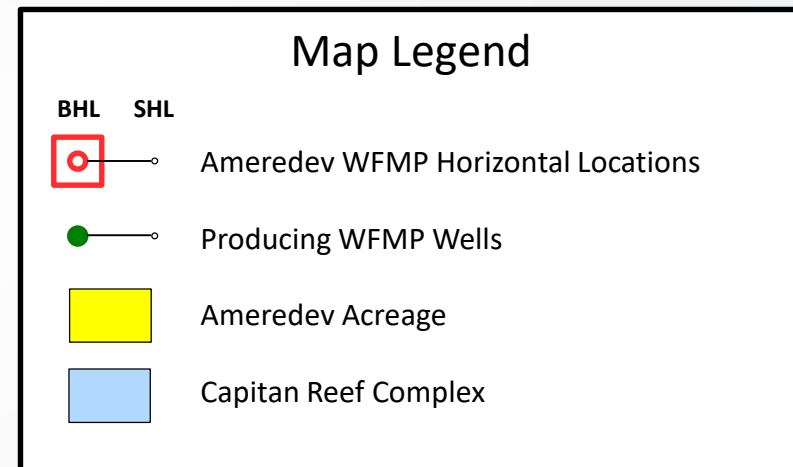 Map Legend
BHL SHL
Ameredev WFMP Horizontal Locations
Producing WFMP Wells
Ameredev Acreage
Capitan Reef Complex